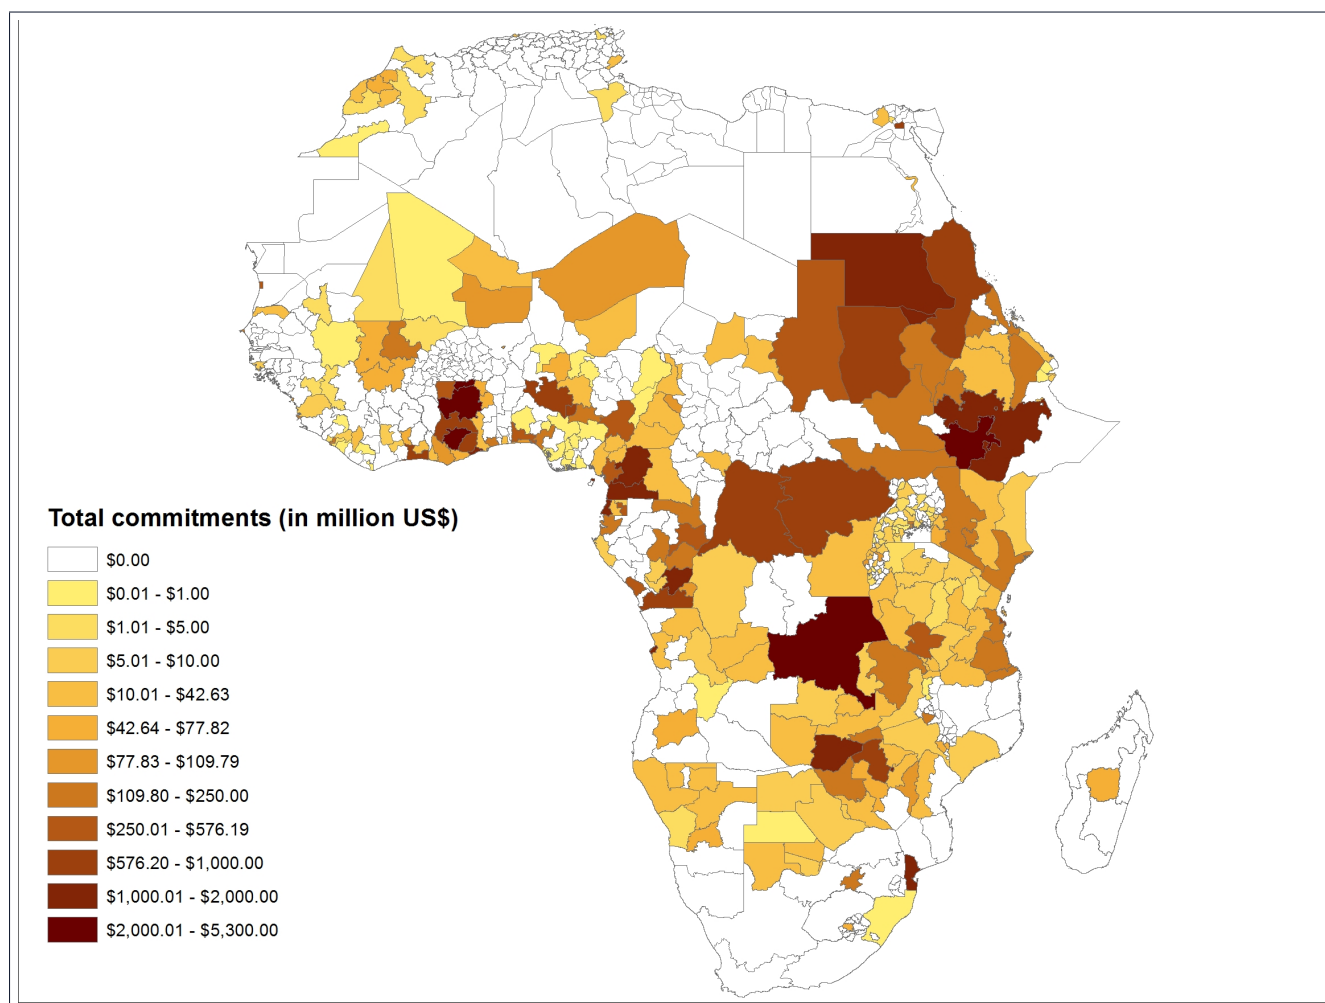 Total commitments (in million US$)
$0.00
$0.01 - $1.00
$1.01 - $5.00
$5.01 - $10.00
$10.01 - $42.63
$42.64 - $77.82
$77.83 - $109.79
$109.80 - $250.00
$250.01 - $576.19
$576.20 - $1,000.00
$1,000.01 - $2,000.00
$2,000.01 - $5,300.00